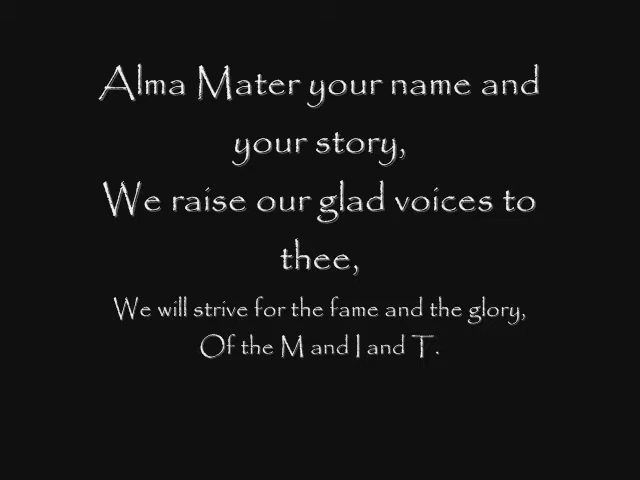 Alma Mater your name and
your story,
We raise our glad voices to
thee,
We will strive for the fame and the glory,
Of the M and I and T.